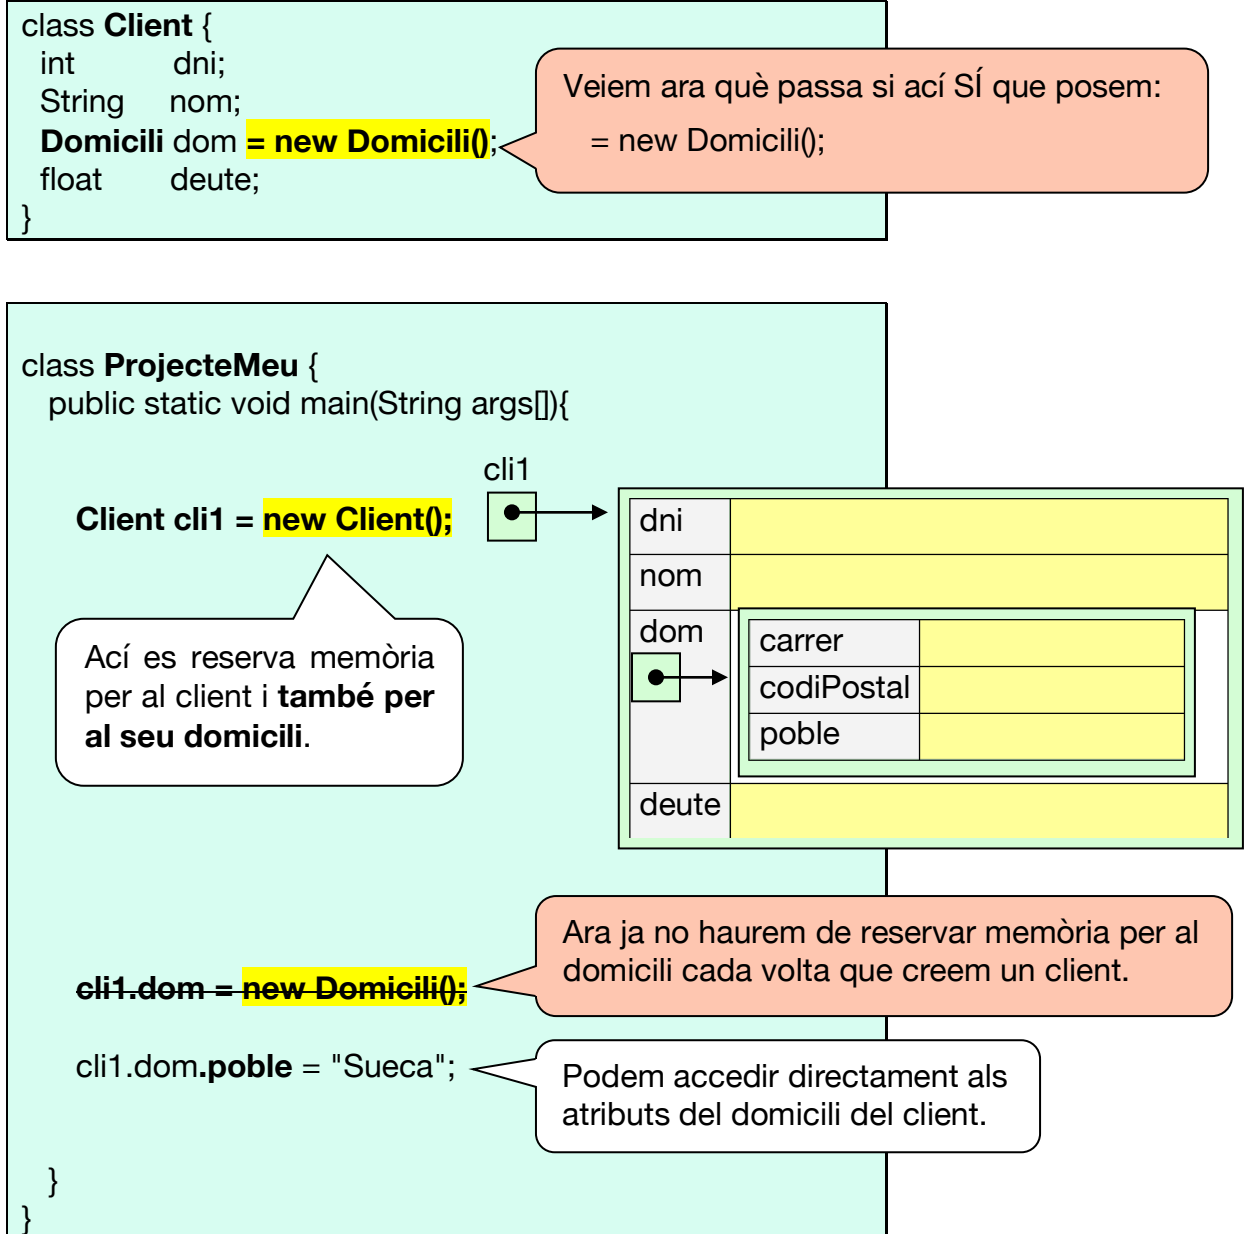 class Client {
int dni;
String nom;
Domicili dom = new Domicili();
float deute;
}
Veiem ara què passa si ací SÍ que posem:
= new Domicili();
class ProjecteMeu {
public static void main(String args[]){
cli1
Client cli1 = new Client();
Ací es reserva memòria
per al client i també per
al seu domicili.
dni
nom
dom
carrer
codiPostal
poble
deute
cli1.dom = new Domicili();
Ara ja no haurem de reservar memòria per al
domicili cada volta que creem un client.
cli1.dom.poble = "Sueca";
Podem accedir directament als
atributs del domicili del client.
}
}